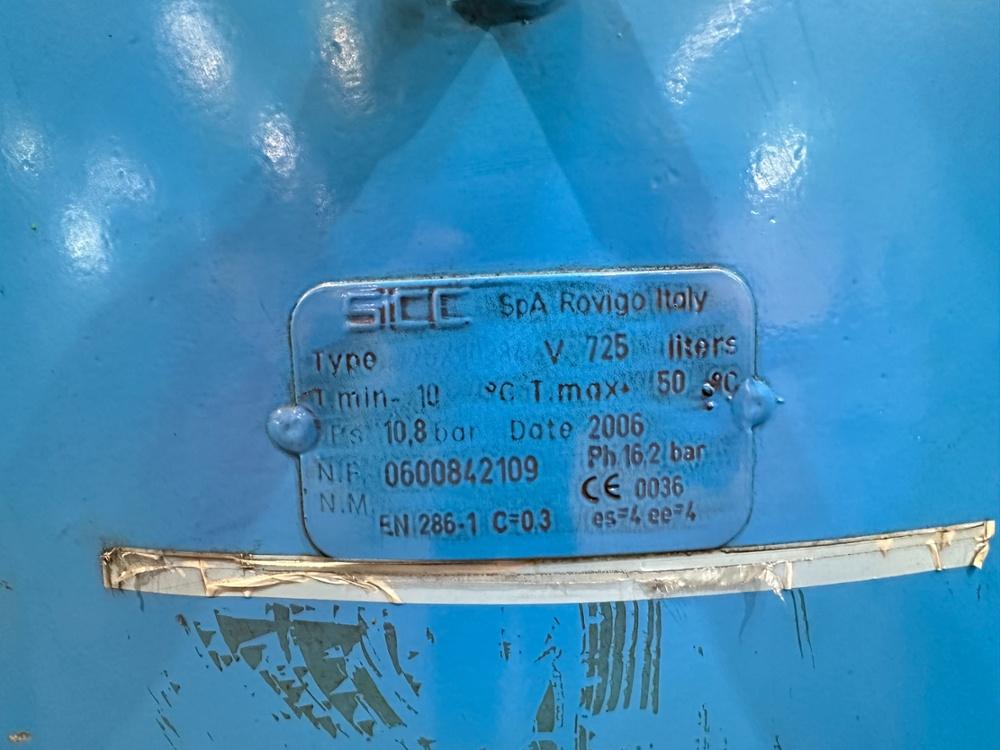 SICC SpA Rovigo Italy
Type V 725 liters
T min- 10 °C T.max+ 50 °C
Ps 10,8 bar Date 2006
Ph 16,2 bar
N.F. 0600842109
CE 0036
N.M.
EN 286-1 C=0.3 es=4 ee=4